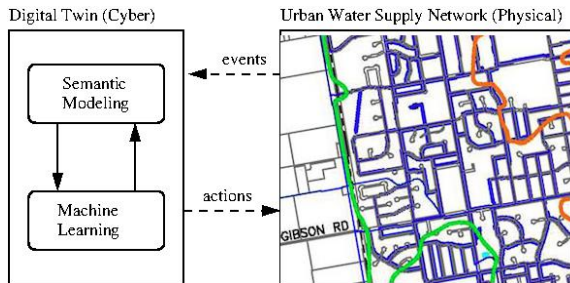 Digital Twin (Cyber)
Urban Water Supply Network (Physical)
events
Semantic
Modeling
actions
Machine
Learning
GIBSON RD